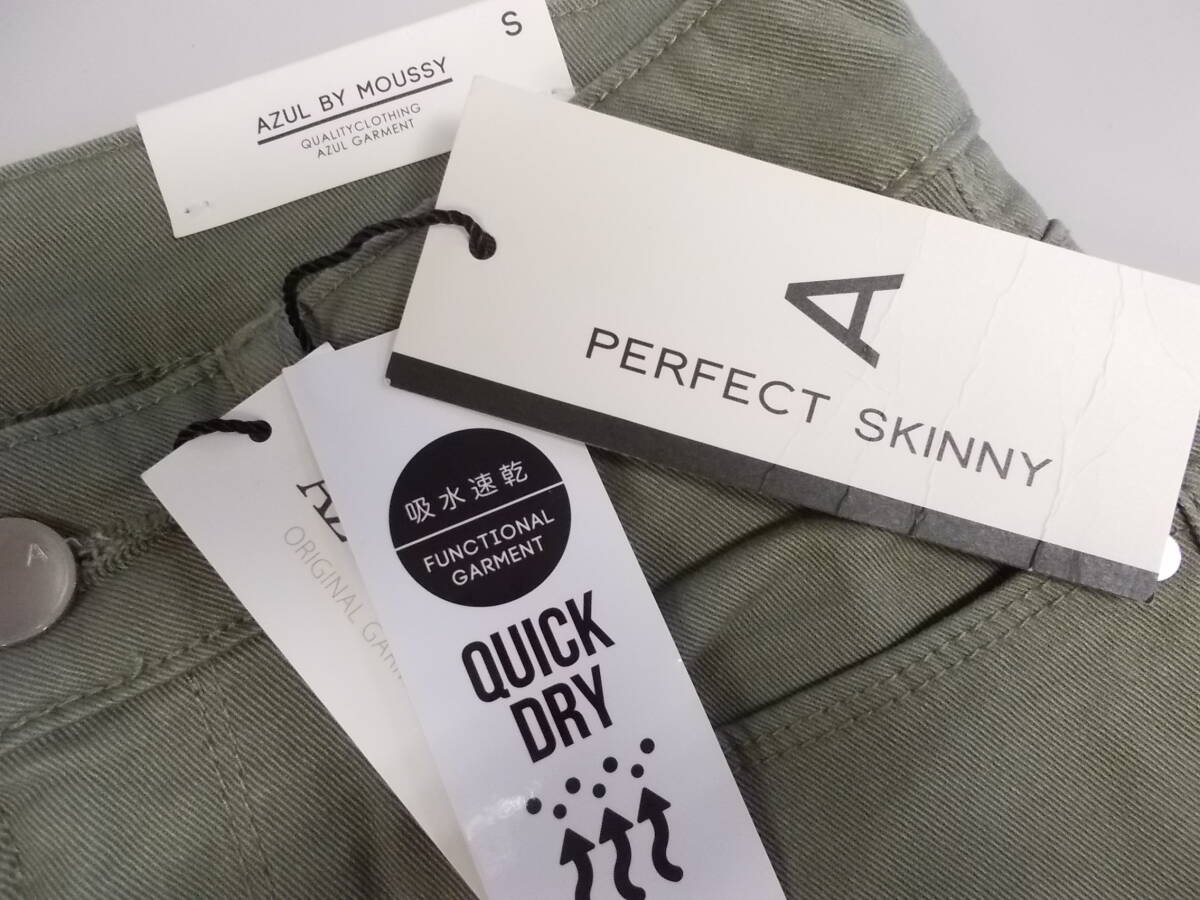 S
AZUL BY MOUSSY
QUALITYCLOTHING
AZUL GARMENT
A
PERFECT SKINNY
吸水速乾
FUNCTIONAL
GARMENT
QUICK
DRY
ORIGINAL
A